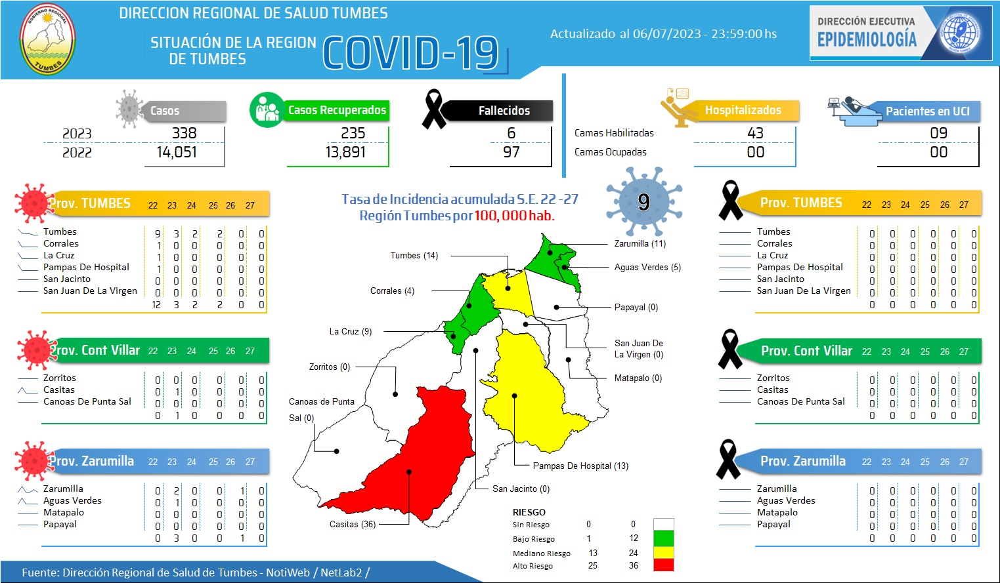 DIRECCION REGIONAL DE SALUD TUMBES
SITUACIÓN DE LA REGION
DE TUMBES
COVID-19
Actualizado al 06/07/2023 - 23:59:00 hs
DIRECCIÓN EJECUTIVA
EPIDEMIOLOGÍA
GOBIERNO REGIONAL
TUMBES
Casos
Casos Recuperados
Fallecidos
Hospitalizados
Pacientes en UCI
2023 338 235 6
Camas Habilitadas 43 09
2022 14,051 13,891 97
Camas Ocupadas 00 00
Prov. TUMBES 22 23 24 25 26 27
Tumbes 9 3 2 2 0 0
Corrales 1 0 0 0 0 0
La Cruz 1 0 0 0 0 0
Pampas De Hospital 1 0 0 0 0 0
San Jacinto 0 0 0 0 0 0
San Juan De La Virgen 0 0 0 0 0 0
12 3 2 2 0 0
Prov. Cont Villar 22 23 24 25 26 27
Zorritos 0 0 0 0 0 0
Casitas 0 1 0 0 0 0
Canoas De Punta Sal 0 0 0 0 0 0
0 1 0 0 0 0
Prov. Zarumilla 22 23 24 25 26 27
Zarumilla 0 2 0 0 1 0
Aguas Verdes 0 1 0 0 0 0
Matapalo 0 0 0 0 0 0
Papayal 0 0 0 0 0 0
0 3 0 0 1 0
Tasa de Incidencia acumulada S.E. 22 -27
Región Tumbes por 100, 000 hab.
9
Zarumilla (11)
Tumbes (14)
Aguas Verdes (5)
Corrales (4)
Papayal (0)
La Cruz (9)
San Juan De
La Virgen (0)
Zorritos (0)
Matapalo (0)
Canoas de Punta
Sal (0)
Pampas De Hospital (13)
San Jacinto (0)
Casitas (36)
RIESGO
Sin Riesgo 0 0
Bajo Riesgo 1 12
Mediano Riesgo 13 24
Alto Riesgo 25 36
Prov. TUMBES 22 23 24 25 26 27
Tumbes 0 0 0 0 0 0
Corrales 0 0 0 0 0 0
La Cruz 0 0 0 0 0 0
Pampas De Hospital 0 0 0 0 0 0
San Jacinto 0 0 0 0 0 0
San Juan De La Virgen 0 0 0 0 0 0
0 0 0 0 0 0
Prov. Cont Villar 22 23 24 25 26 27
Zorritos 0 0 0 0 0 0
Casitas 0 0 0 0 0 0
Canoas De Punta Sal 0 0 0 0 0 0
0 0 0 0 0 0
Prov. Zarumilla 22 23 24 25 26 27
Zarumilla 0 0 0 0 0 0
Aguas Verdes 0 0 0 0 0 0
Matapalo 0 0 0 0 0 0
Papayal 0 0 0 0 0 0
0 0 0 0 0 0
Fuente: Dirección Regional de Salud de Tumbes - NotiWeb / NetLab2 /